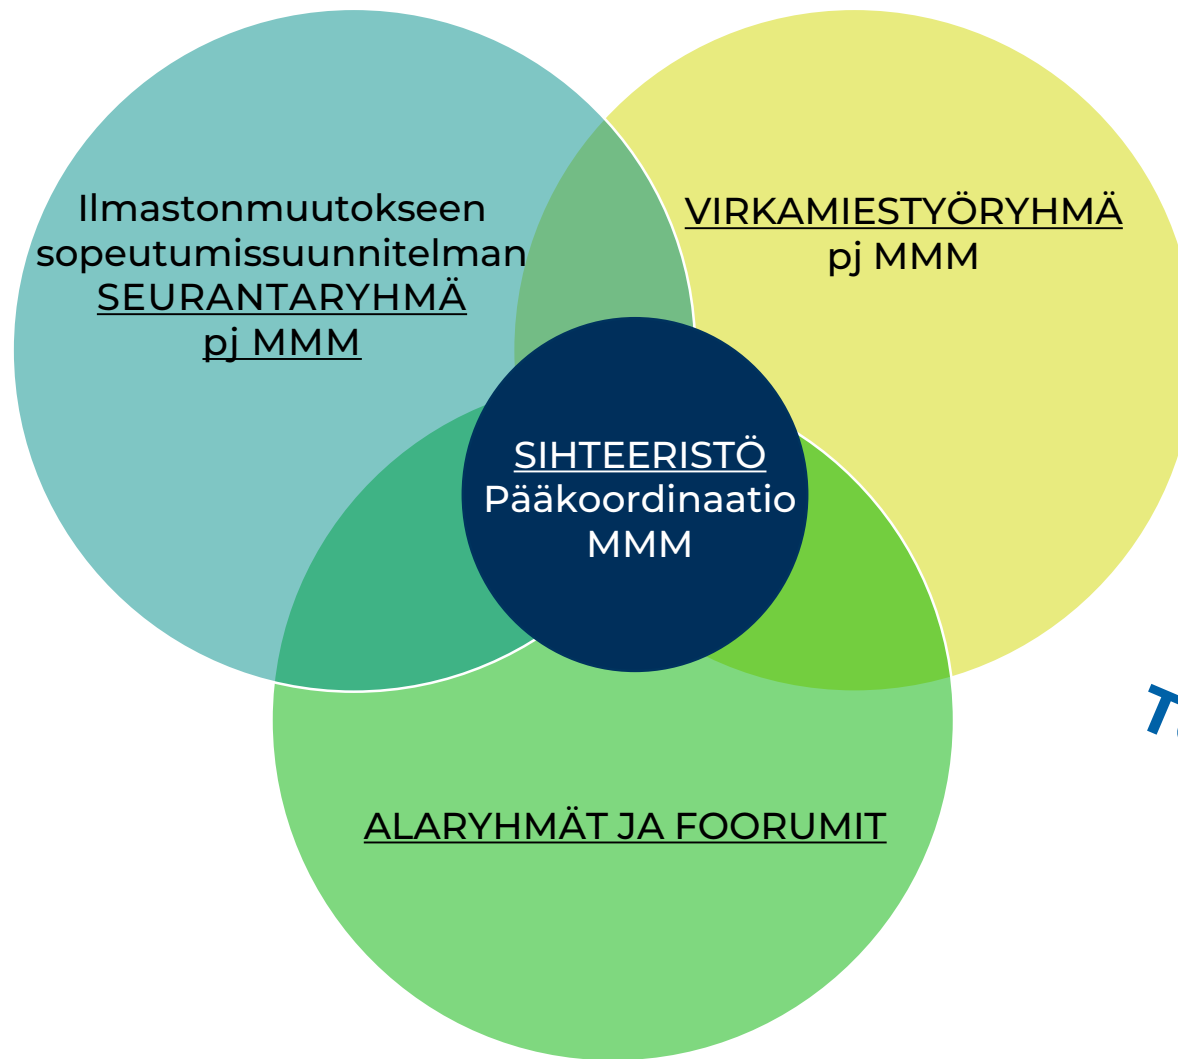 Ilmastonmuutokseen
sopeutumissuunnitelman
SEURANTARYHMÄ
pj MMM
VIRKAMIESTYÖRYHMÄ
pj MMM
SIHTEERISTÖ
Pääkoordinaatio
MMM
ALARYHMÄT JA FOORUMIT